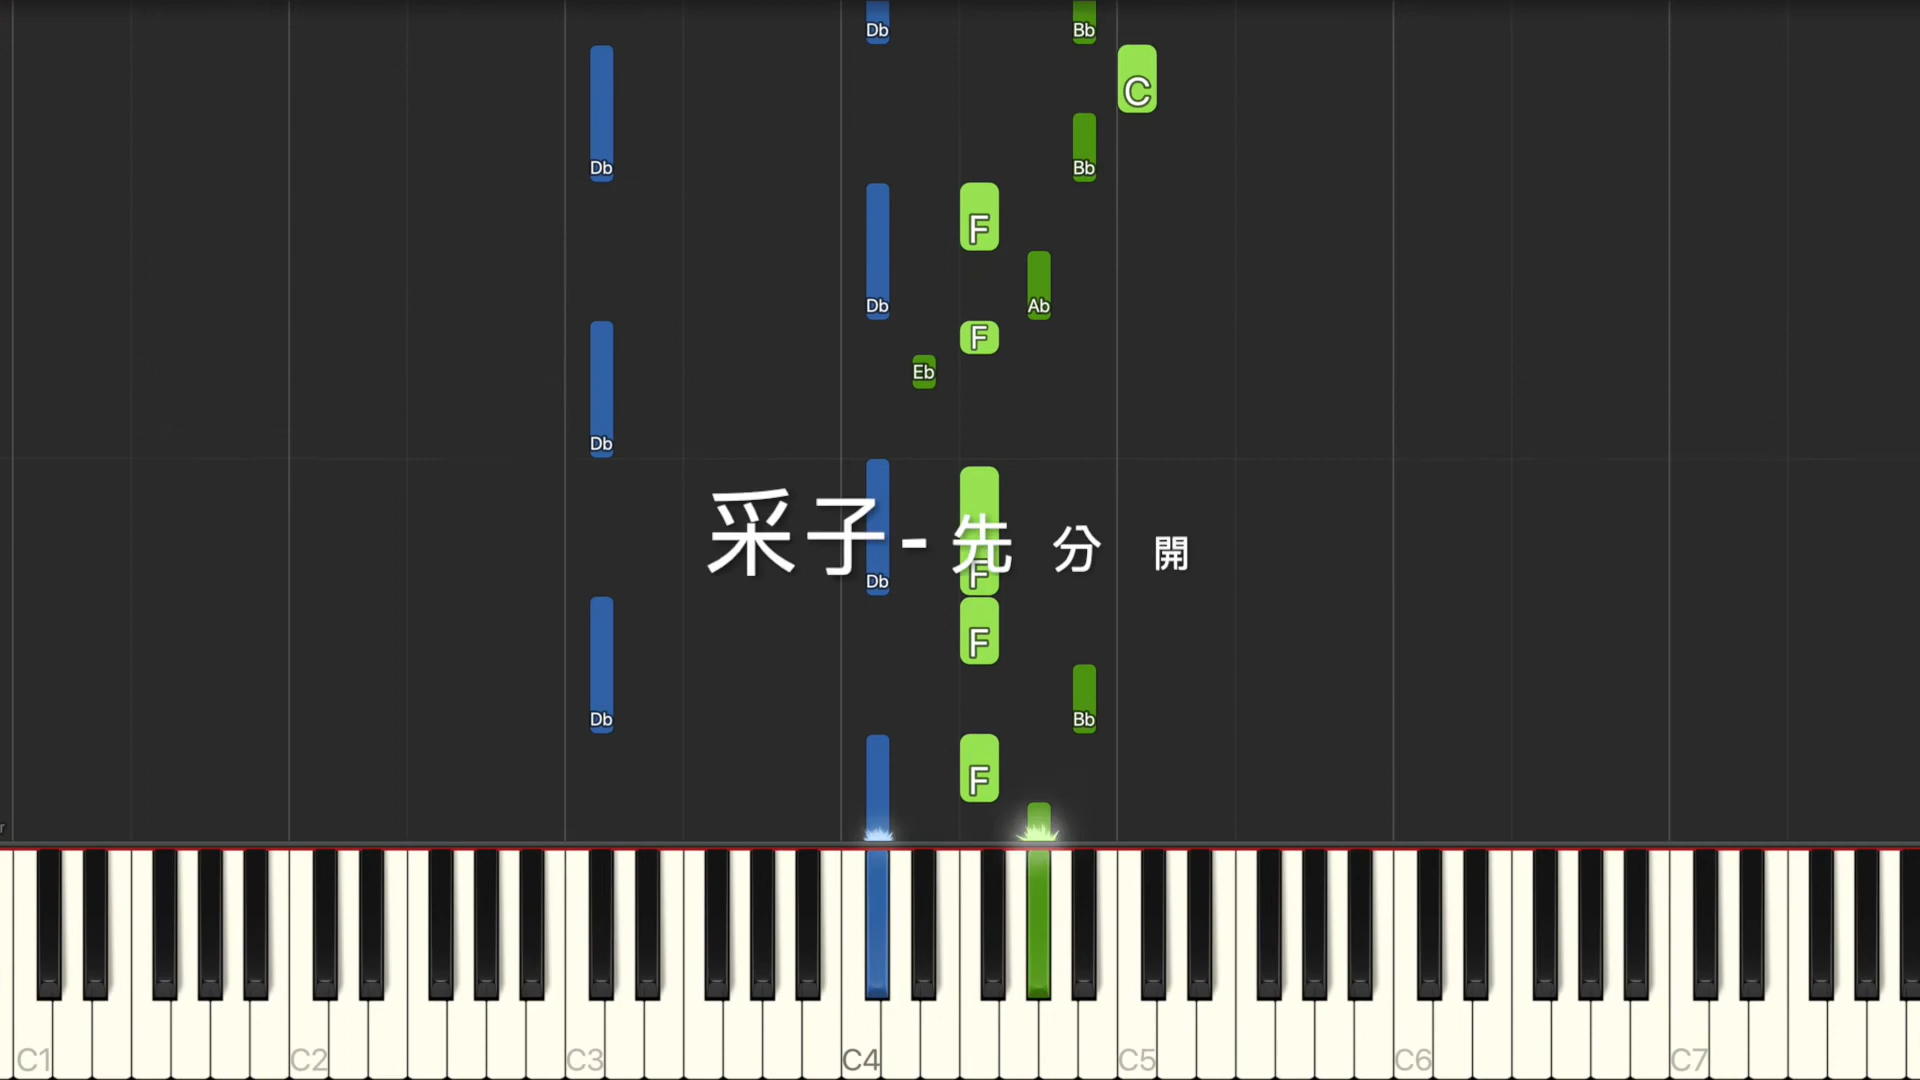 Db Bb
C
Db Bb
F
Db Ab
F
Eb
Db
采子-先 分 開
Db F
F
Db Bb
F
r
C1 C2 C3 C4 C5 C6 C7